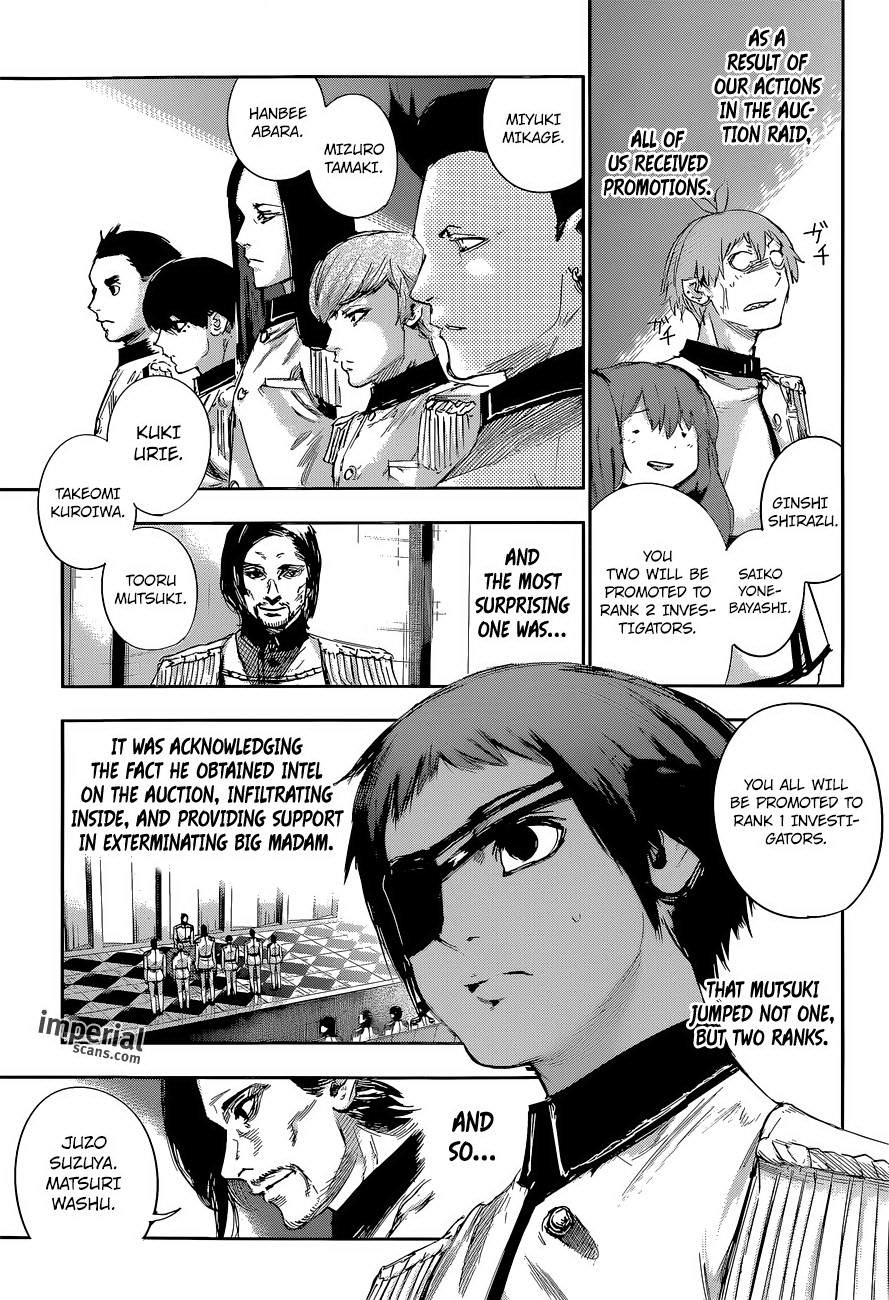 AS A
RESULT OF
OUR ACTIONS
IN THE AUC-
TION RAID,
ALL OF
US RECEIVED
PROMOTIONS.
ガチ
ガチ
GINSHI
SHIRAZU.
SAIKO
YONE-
BAYASHI.
YOU
TWO WILL BE
PROMOTED TO
RANK 2 INVES-
TIGATORS.
MIYUKI
MIKAGE.
MIZURO
TAMAKI.
HANBEE
ABARA.
KUKI
URIE.
TAKEOMI
KUROIWA.
TOORU
MUTSUKI.
AND
THE MOST
SURPRISING
ONE WAS...
YOU ALL WILL
BE PROMOTED TO
RANK 1 INVESTI-
GATORS.
THAT MUTSUKI
JUMPED NOT ONE,
BUT TWO RANKS.
IT WAS ACKNOWLEDGING
THE FACT HE OBTAINED INTEL
ON THE AUCTION, INFILTRATING
INSIDE, AND PROVIDING SUPPORT
IN EXTERMINATING BIG MADAM.
imperial
scans.com
AND
SO...
JUZO
SUZUYA.
MATSURI
WASHU.